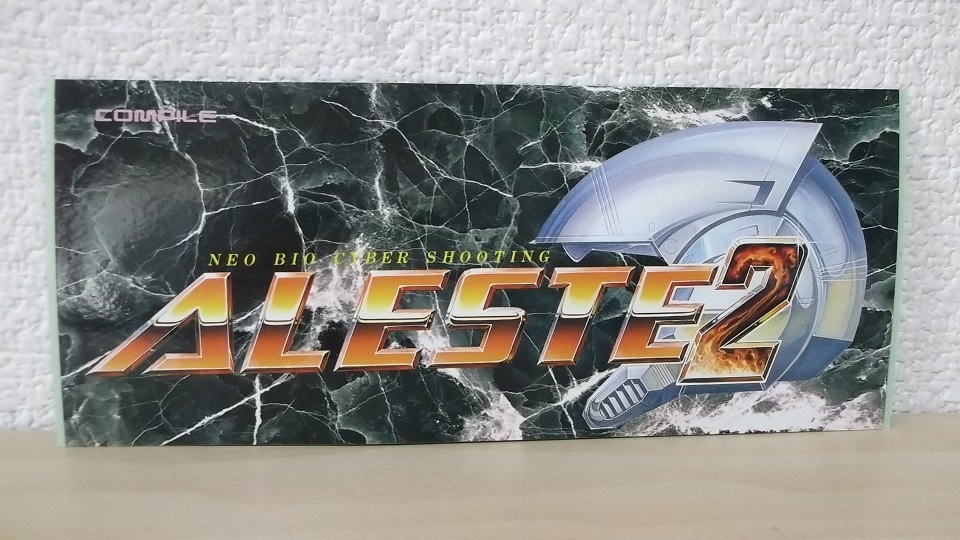 COMPILE
NEO BIO CYBER SHOOTING
ALESTE2